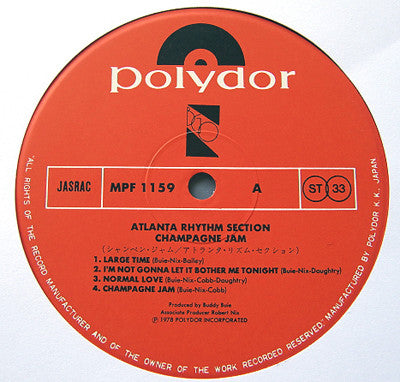 polydor
JASRAC MPF 1159 A ST 33
ATLANTA RHYTHM SECTION
CHAMPAGNE JAM
(シャンペン・ジャム/アトランタ・リズム・セクション)
1. LARGE TIME (Buie-Nix-Bailey)
2. I'M NOT GONNA LET IT BOTHER ME TONIGHT (Buie-Nix-Daughtry)
3. NORMAL LOVE (Buie-Nix-Cobb-Daughtry)
4. CHAMPAGNE JAM (Buie-Nix-Cobb)
Produced by Buddy Buie
Associate Producer Robert Nix
Ⓟ 1978 POLYDOR INCORPORATED
ALL RIGHTS OF THE RECORD MANUFACTURER AND OF THE OWNER OF THE WORK RECORDED RESERVED. MANUFACTURED BY POLYDOR K.K. JAPAN